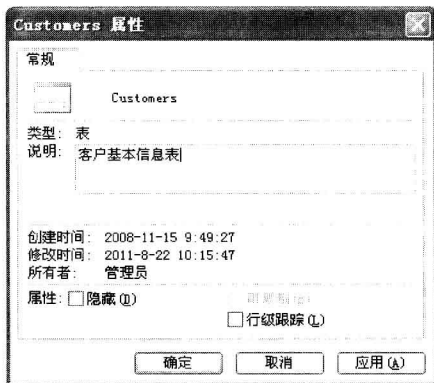 Customers 属性
常规
Customers
类型: 表
说明: 客户基本信息表
创建时间: 2008-11-15 9:49:27
修改时间: 2011-8-22 10:15:47
所有者: 管理员
属性: 隐藏(D)
行级跟踪(L)
确定 取消 应用(A)